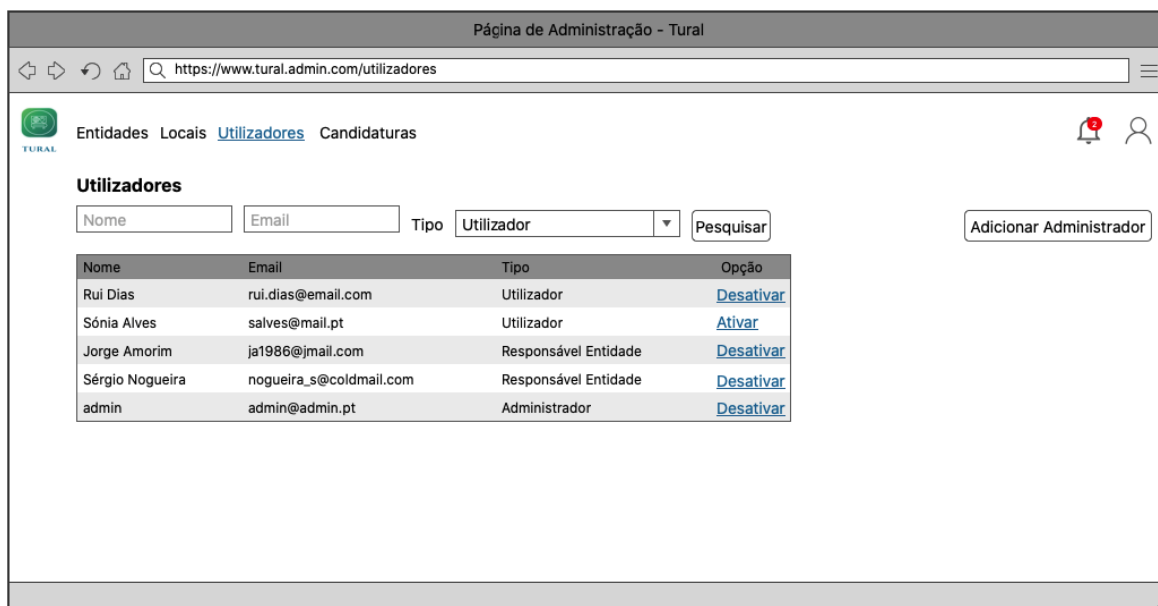 Página de Administração - Tural
https://www.tural.admin.com/utilizadores
TURAL
Entidades Locais Utilizadores Candidaturas
2
Utilizadores
Nome Email Tipo Utilizador Pesquisar Adicionar Administrador
Nome Email Tipo Opção
Rui Dias rui.dias@email.com Utilizador Desativar
Sónia Alves salves@mail.pt Utilizador Ativar
Jorge Amorim ja1986@jmail.com Responsável Entidade Desativar
Sérgio Nogueira nogueira_s@coldmail.com Responsável Entidade Desativar
admin admin@admin.pt Administrador Desativar